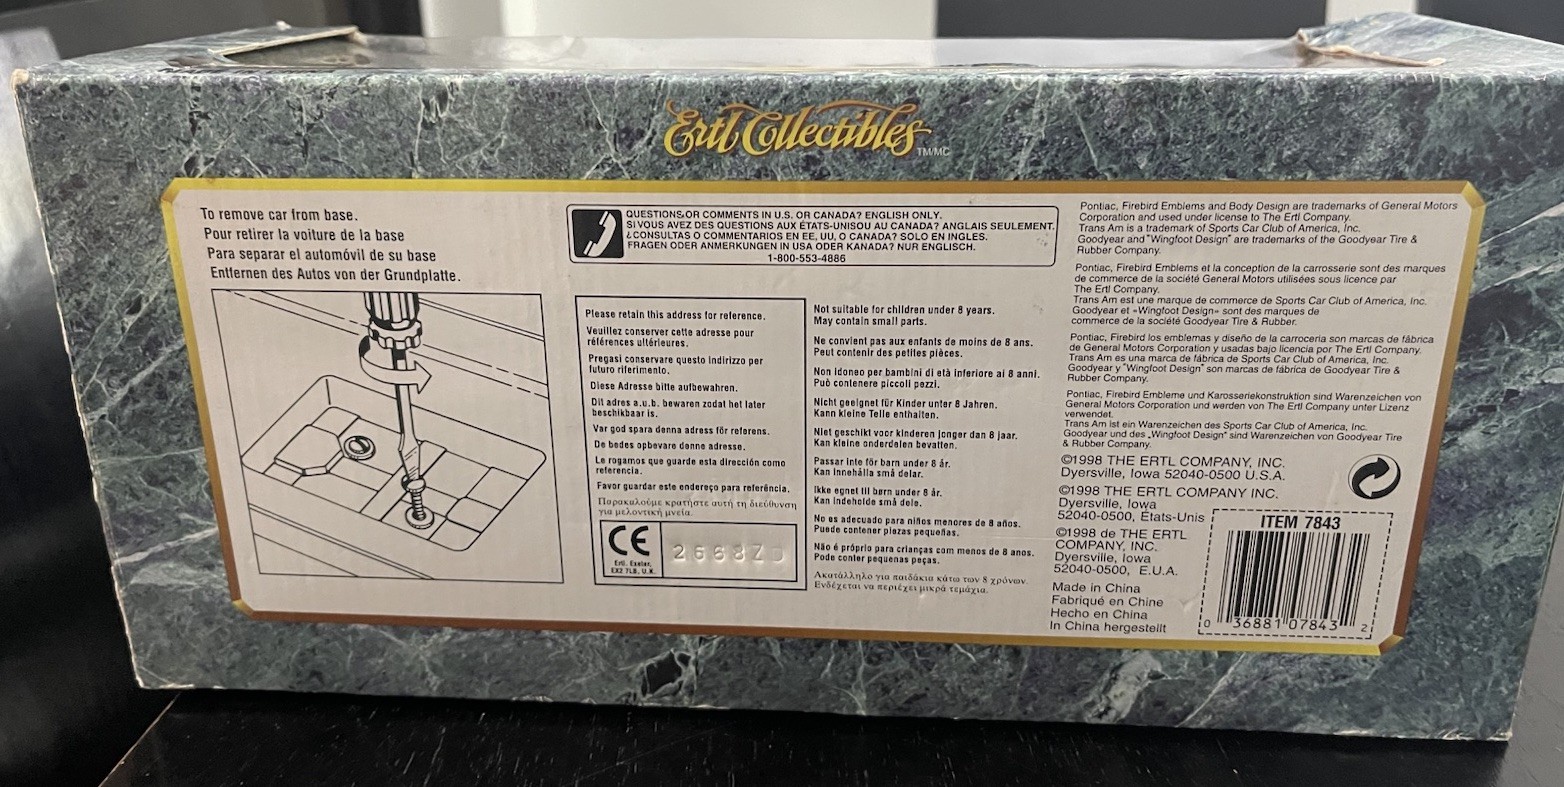 Ertl Collectibles
TM/MC
To remove car from base.
Pour retirer la voiture de la base
Para separar el automóvil de su base
Entfernen des Autos von der Grundplatte.
QUESTIONS OR COMMENTS IN U.S. OR CANADA? ENGLISH ONLY.
SI VOUS AVEZ DES QUESTIONS AUX ÉTATS-UNISOU AU CANADA? ANGLAIS SEULEMENT.
¿CONSULTAS O COMMENTARIOS EN EE, UU, O CANADA? SOLO EN INGLES.
FRAGEN ODER ANMERKUNGEN IN USA ODER KANADA? NUR ENGLISCH.
1-800-553-4886
Please retain this address for reference.
Veuillez conserver cette adresse pour
références ultérieures.
Pregasi conservare questo indirizzo per
futuro riferimento.
Diese Adresse bitte aufbewahren.
Dit adres a.u.b. bewaren zodat het later
beschikbaar is.
Var god spara denna adress för referens.
De bedes opbevare denne adresse.
Le rogamos que guarde esta dirección como
referencia.
Favor guardar este endereço para referência.
Παρακαλούμε κρατήστε αυτή τη διεύθυνση
για μελοντική μνεία.
CE
Ertl. Exeter,
EX2 7LB, U.K.
26682
Not suitable for children under 8 years.
May contain small parts.
Ne convient pas aux enfants de moins de 8 ans.
Peut contenir des petites pièces.
Non idoneo per bambini di età inferiore ai 8 anni.
Può contenere piccoli pezzi.
Nicht geeignet für Kinder unter 8 Jahren.
Kann kleine Teile enthalten.
Niet geschikt voor kinderen jonger dan 8 jaar.
Kan kleine onderdelen bevatten.
Passar inte för barn under 8 år.
Kan innehålla små delar.
Ikke egnet til børn under 8 år.
Kan indeholde små dele.
No es adecuado para niños menores de 8 años.
Puede contener piezas pequeñas.
Não é próprio para crianças com menos de 8 anos.
Pode conter pequenas peças.
Ακατάλληλο για παιδάκια κάτω των 8 χρόνων.
Ενδέχεται να περιέχει μικρά τεμάχια.
Pontiac, Firebird Emblems and Body Design are trademarks of General Motors
Corporation and used under license to The Ertl Company.
Trans Am is a trademark of Sports Car Club of America, Inc.
Goodyear and "Wingfoot Design" are trademarks of the Goodyear Tire &
Rubber Company.
Pontiac, Firebird Emblems et la conception de la carrosserie sont des marques
de commerce de la société General Motors utilisées sous licence par
The Ertl Company.
Trans Am est une marque de commerce de Sports Car Club of America, Inc.
Goodyear et «Wingfoot Design» sont des marques de
commerce de la société Goodyear Tire & Rubber.
Pontiac, Firebird los emblemas y diseño de la carroceria son marcas de fábrica
de General Motors Corporation y usadas bajo licencia por The Ertl Company.
Trans Am es una marca de fábrica de Sports Car Club of America, Inc.
Goodyear y "Wingfoot Design" son marcas de fábrica de Goodyear Tire &
Rubber Company.
Pontiac, Firebird Embleme und Karosseriekonstruktion sind Warenzeichen von
General Motors Corporation und werden von The Ertl Company unter Lizenz
verwendet.
Trans Am ist ein Warenzeichen des Sports Car Club of America, Inc.
Goodyear und des „Wingfoot Design" sind Warenzeichen von Goodyear Tire
& Rubber Company.
©1998 THE ERTL COMPANY, INC.
Dyersville, Iowa 52040-0500 U.S.A.
©1998 THE ERTL COMPANY INC.
Dyersville, Iowa
52040-0500, États-Unis
©1998 de THE ERTL
COMPANY, INC.
Dyersville, Iowa
52040-0500, E.U.A.
Made in China
Fabriqué en Chine
Hecho en China
In China hergestellt
ITEM 7843
0 36881 07843 2